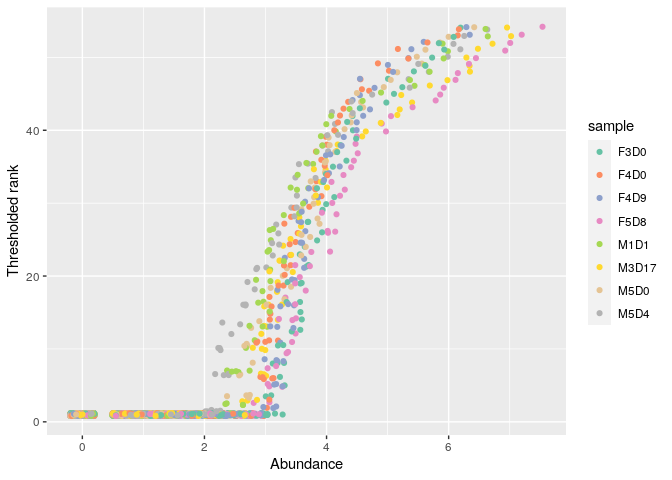 40
20
0
Thresholded rank
0 2 4 6
Abundance
sample
F3D0
F4D0
F4D9
F5D8
M1D1
M3D17
M5D0
M5D4